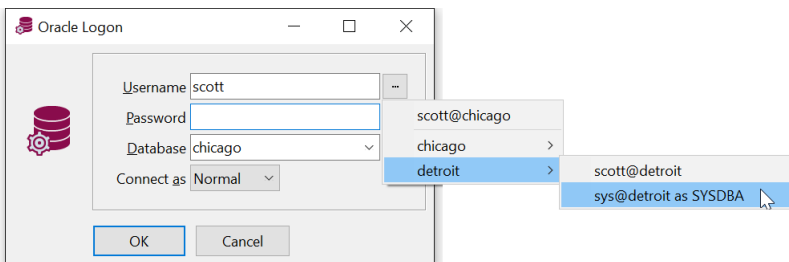 Oracle Logon
Username scott ...
Password
Database chicago
Connect as Normal
OK Cancel
scott@chicago
chicago
detroit
scott@detroit
sys@detroit as SYSDBA